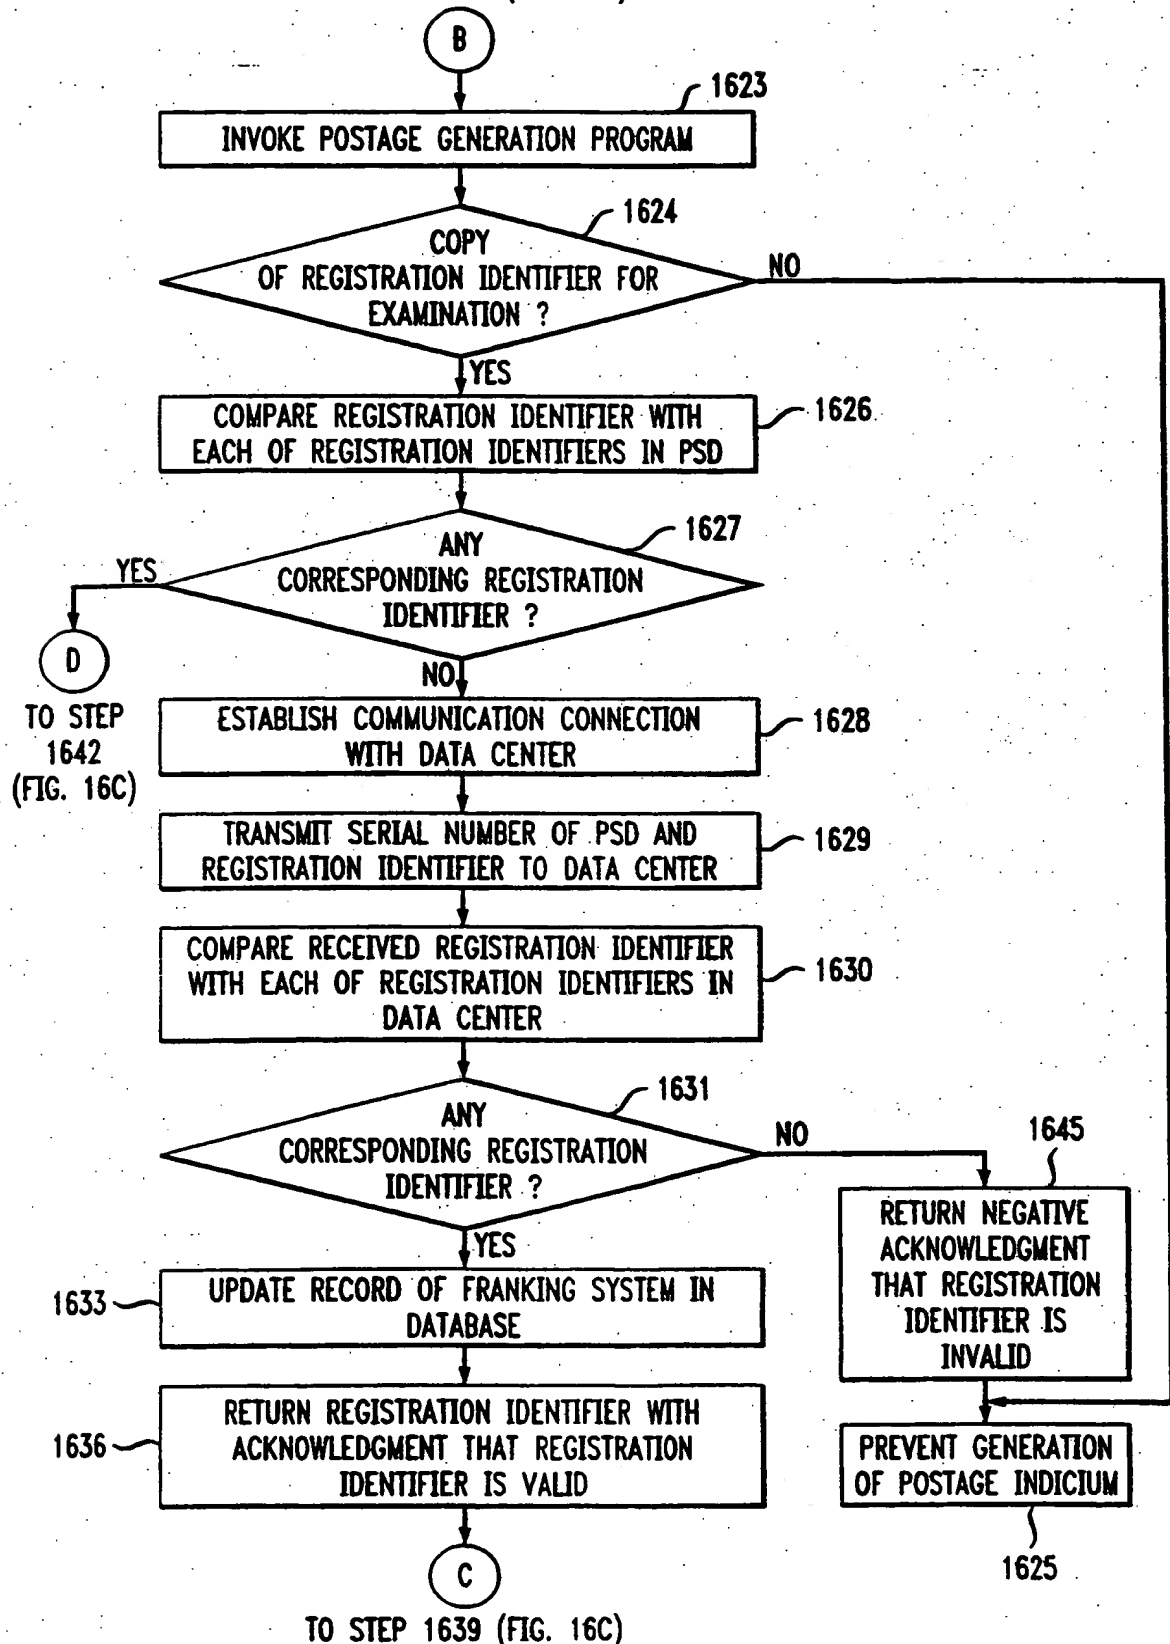 B
1623
INVOKE POSTAGE GENERATION PROGRAM
1624
COPY
OF REGISTRATION IDENTIFIER FOR
EXAMINATION ?
NO
YES
COMPARE REGISTRATION IDENTIFIER WITH
EACH OF REGISTRATION IDENTIFIERS IN PSD
1626
1627
ANY
CORRESPONDING REGISTRATION
IDENTIFIER ?
YES
D
TO STEP
1642
(FIG. 16C)
NO
ESTABLISH COMMUNICATION CONNECTION
WITH DATA CENTER
1628
TRANSMIT SERIAL NUMBER OF PSD AND
REGISTRATION IDENTIFIER TO DATA CENTER
1629
COMPARE RECEIVED REGISTRATION IDENTIFIER
WITH EACH OF REGISTRATION IDENTIFIERS IN
DATA CENTER
1630
1631
ANY
CORRESPONDING REGISTRATION
IDENTIFIER ?
NO
1645
RETURN NEGATIVE
ACKNOWLEDGMENT
THAT REGISTRATION
IDENTIFIER IS
INVALID
YES
1633
UPDATE RECORD OF FRANKING SYSTEM IN
DATABASE
1636
RETURN REGISTRATION IDENTIFIER WITH
ACKNOWLEDGMENT THAT REGISTRATION
IDENTIFIER IS VALID
PREVENT GENERATION
OF POSTAGE INDICIUM
1625
C
TO STEP 1639 (FIG. 16C)